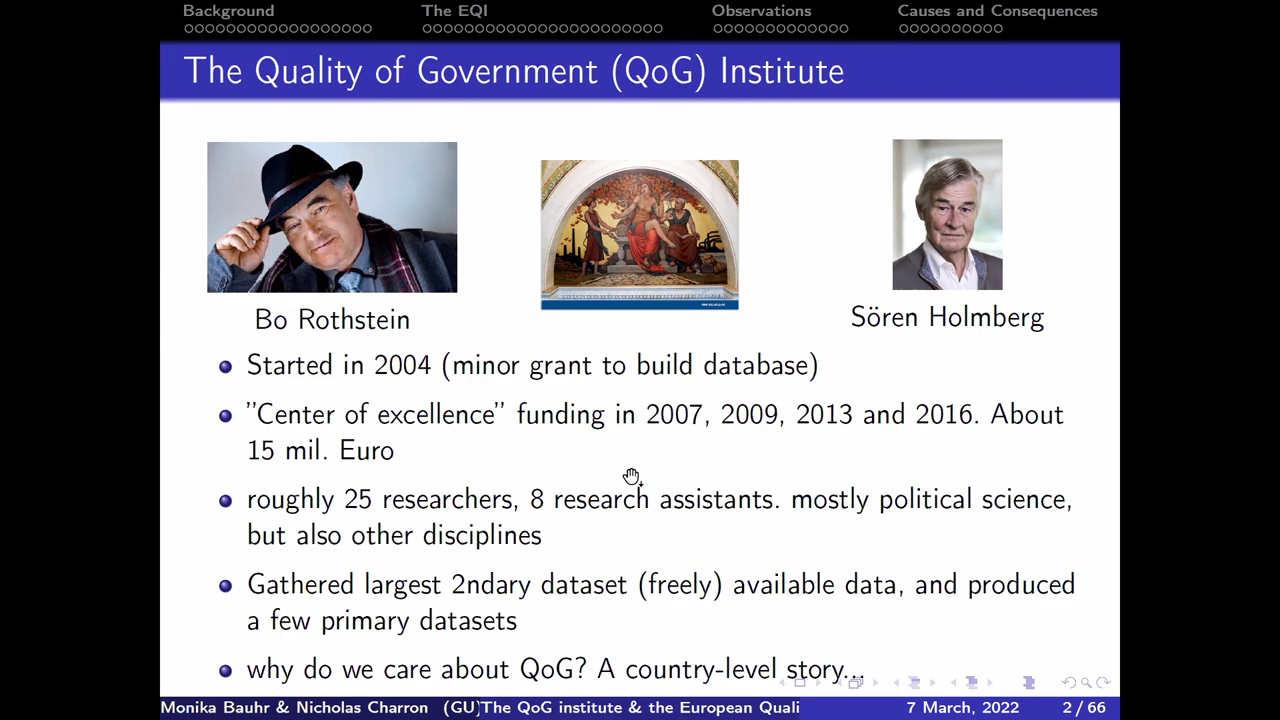 Background The EQI Observations Causes and Consequences
The Quality of Government (QoG) Institute
Bo Rothstein
Sören Holmberg
Started in 2004 (minor grant to build database)
”Center of excellence” funding in 2007, 2009, 2013 and 2016. About
15 mil. Euro
roughly 25 researchers, 8 research assistants. mostly political science,
but also other disciplines
Gathered largest 2ndary dataset (freely) available data, and produced
a few primary datasets
why do we care about QoG? A country-level story...
Monika Bauhr & Nicholas Charron (GU) The QoG institute & the European Quali 7 March, 2022 2 / 66